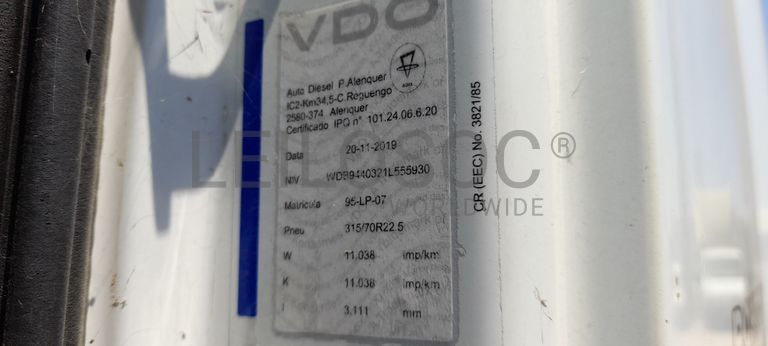 VDO
Auto Diesel P.Alenquer
IC2-Km34,5-C.Reguengo
2580-374 Alenquer
Certificado IPQ nº 101.24.06.6.20
Data 20-11-2019
NIV WDB9440321L555930
Matricula 95-LP-07
Pneu 315/70R22.5
W 11.038 imp/km
K 11.038 imp/km
l 3.111 mm
CR (EEC) No. 3821/85
LEILOSOC®
WORLDWIDE